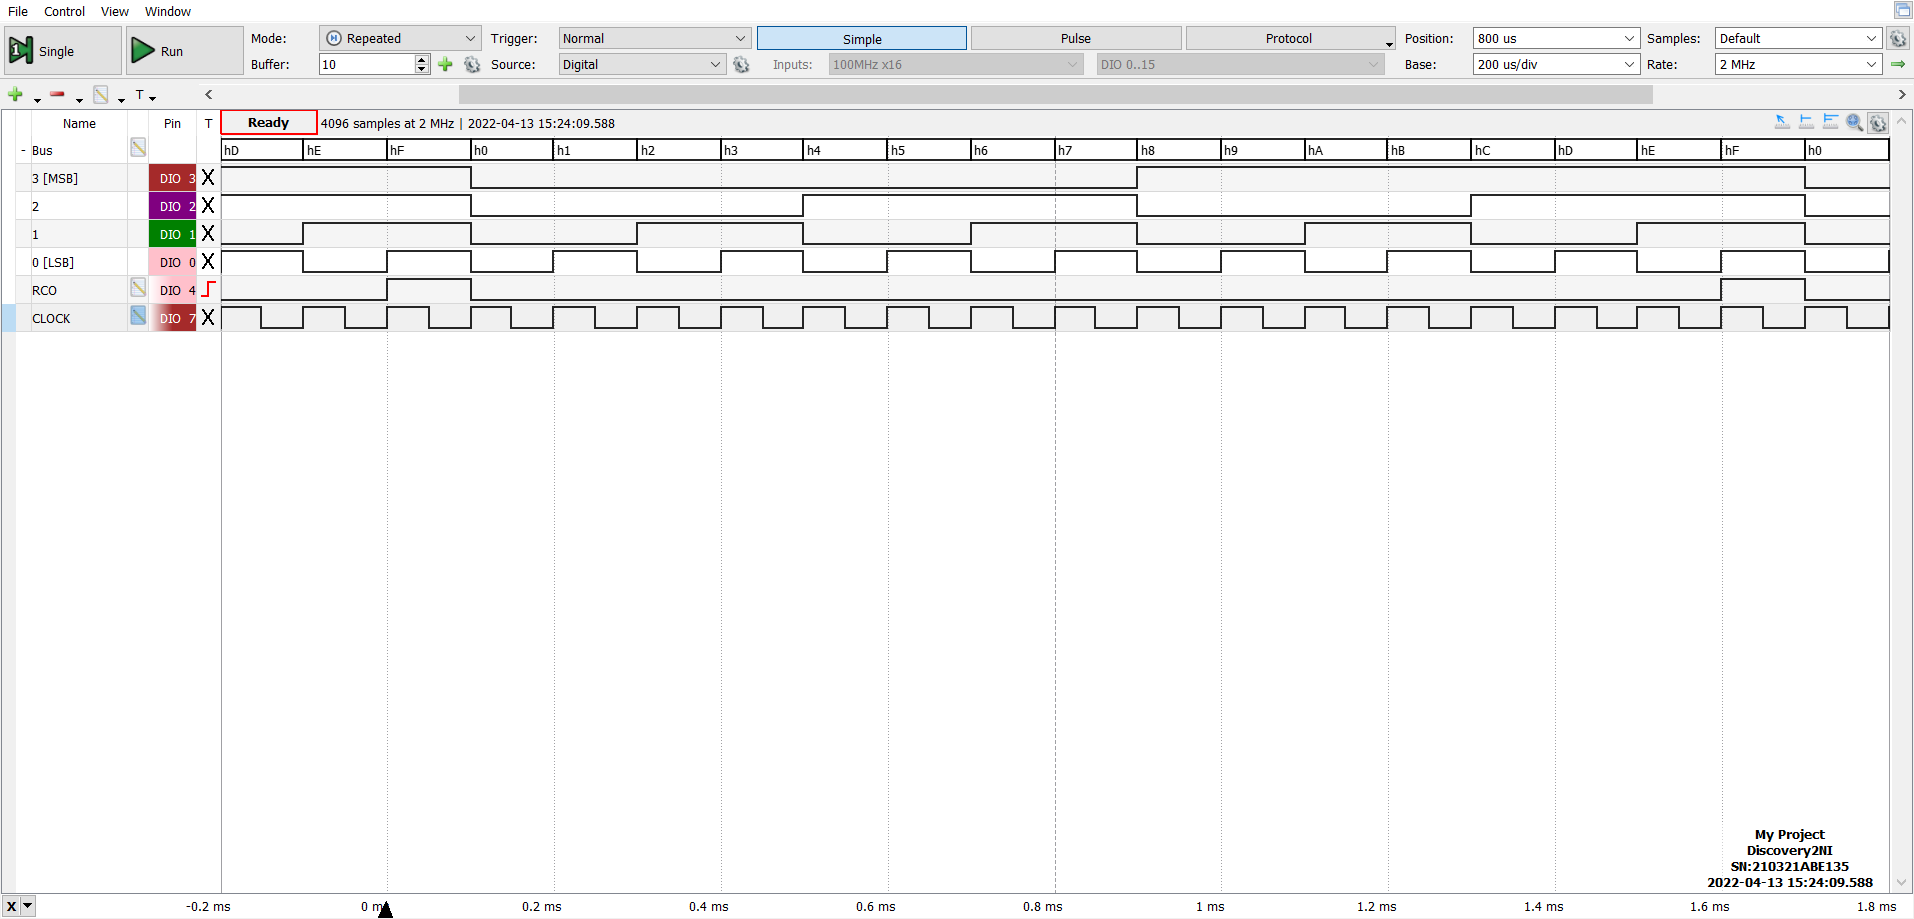 File Control View Window
Single Run Mode: Repeated Trigger: Normal Simple Pulse Protocol Position: 800 us Samples: Default
Buffer: 10 Source: Digital Inputs: 100MHz x16 DIO 0..15 Base: 200 us/div Rate: 2 MHz
T
Name Pin T Ready 4096 samples at 2 MHz | 2022-04-13 15:24:09.588
- Bus hD hE hF h0 h1 h2 h3 h4 h5 h6 h7 h8 h9 hA hB hC hD hE hF h0
3 [MSB] DIO 3 X
2 DIO 2 X
1 DIO 1 X
0 [LSB] DIO 0 X
RCO DIO 4
CLOCK DIO 7 X
My Project
Discovery2NI
SN:210321ABE135
2022-04-13 15:24:09.588
X -0.2 ms 0 m 0.2 ms 0.4 ms 0.6 ms 0.8 ms 1 ms 1.2 ms 1.4 ms 1.6 ms 1.8 ms